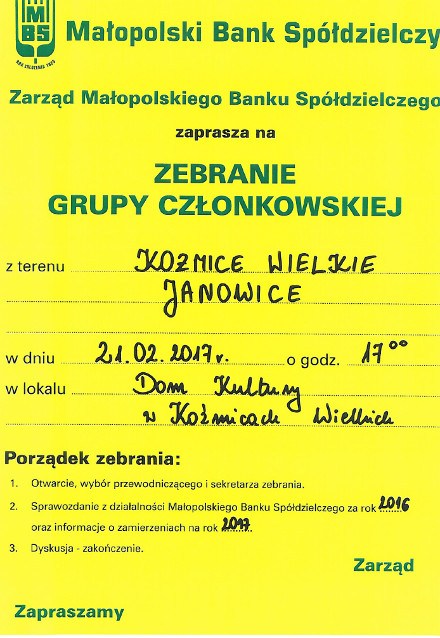 MBS
Małopolski Bank Spółdzielczy
Zarząd Małopolskiego Banku Spółdzielczego
zaprasza na
ZEBRANIE
GRUPY CZŁONKOWSKIEJ
z terenu KOŹMICE WIELKIE
JANOWICE
w dniu 21.02.2017r. o godz. 17⁰⁰
w lokalu Dom Kultury
w Koźmicach Wielkich
Porządek zebrania:
1. Otwarcie, wybór przewodniczącego i sekretarza zebrania.
2. Sprawozdanie z działalności Małopolskiego Banku Spółdzielczego za rok 2016
oraz informacje o zamierzeniach na rok 2017.
3. Dyskusja - zakończenie.
Zarząd
Zapraszamy